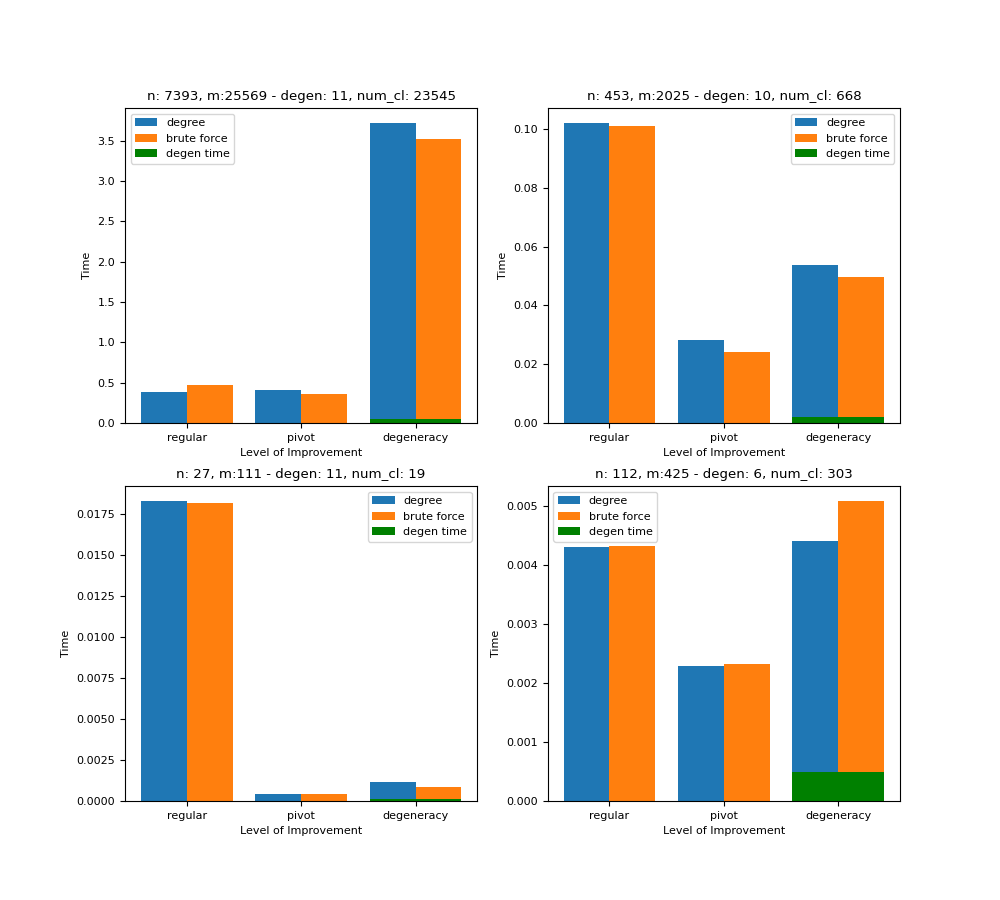 n: 7393, m:25569 - degen: 11, num_cl: 23545
degree
brute force
degen time
3.5
3.0
2.5
2.0
1.5
1.0
0.5
0.0
Time
regular
pivot
degeneracy
Level of Improvement
n: 453, m:2025 - degen: 10, num_cl: 668
degree
brute force
degen time
0.10
0.08
0.06
0.04
0.02
0.00
Time
regular
pivot
degeneracy
Level of Improvement
n: 27, m:111 - degen: 11, num_cl: 19
degree
brute force
degen time
0.0175
0.0150
0.0125
0.0100
0.0075
0.0050
0.0025
0.0000
Time
regular
pivot
degeneracy
Level of Improvement
n: 112, m:425 - degen: 6, num_cl: 303
degree
brute force
degen time
0.005
0.004
0.003
0.002
0.001
0.000
Time
regular
pivot
degeneracy
Level of Improvement